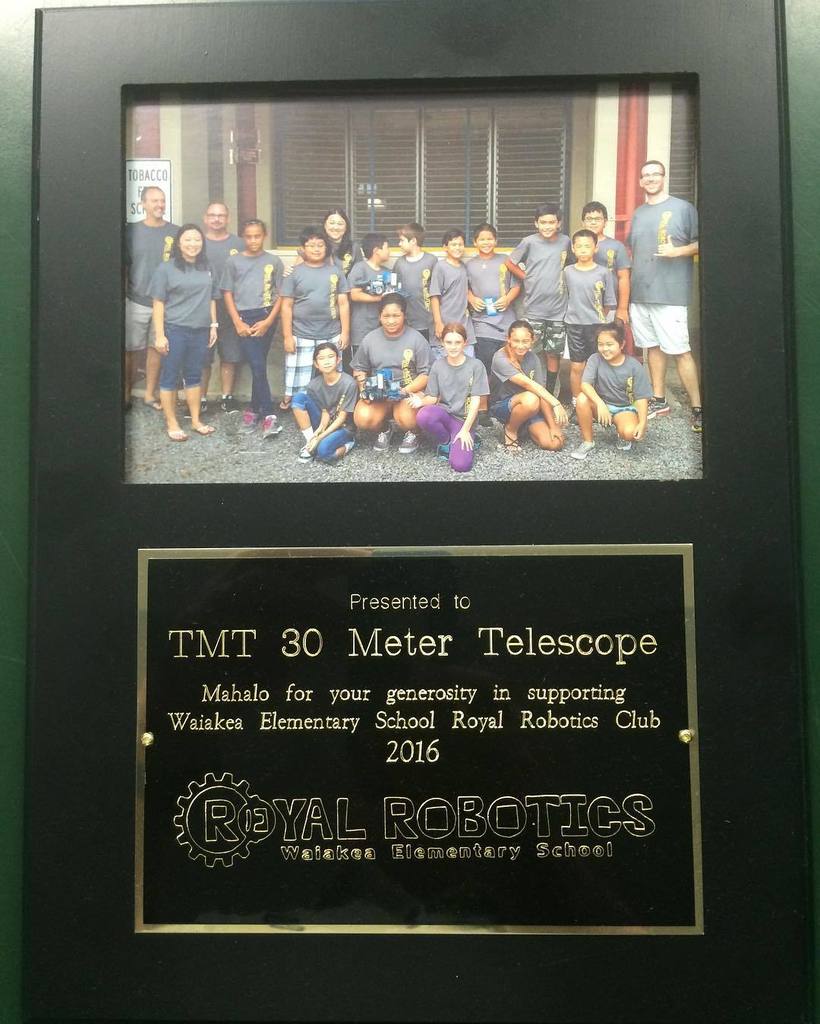 TOBACCO
Presented to
TMT 30 Meter Telescope
Mahalo for your generosity in supporting
Waiakea Elementary School Royal Robotics Club
2016
ROYAL ROBOTICS
Waiakea Elementary School